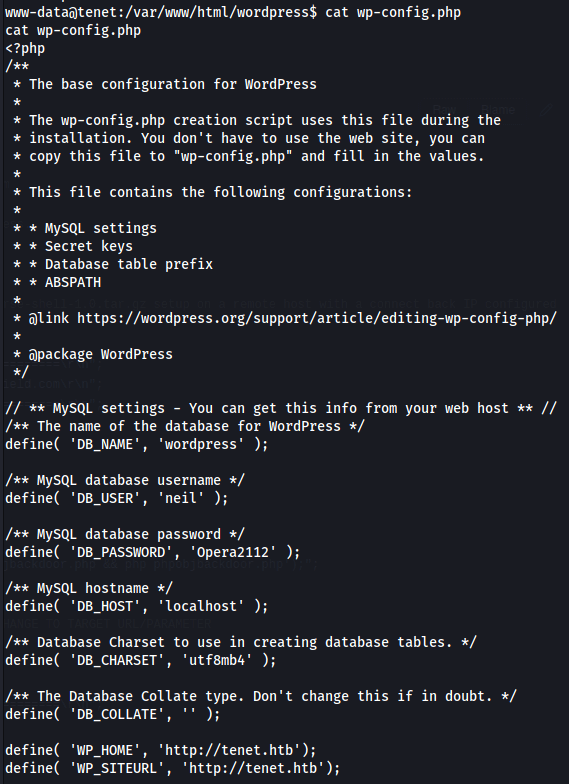 www-data@tenet:/var/www/html/wordpress$ cat wp-config.php
cat wp-config.php
<?php
/**
 * The base configuration for WordPress
 *
 * The wp-config.php creation script uses this file during the
 * installation. You don't have to use the web site, you can
 * copy this file to "wp-config.php" and fill in the values.
 *
 * This file contains the following configurations:
 *
 * * MySQL settings
 * * Secret keys
 * * Database table prefix
 * * ABSPATH
 *
 * @link https://wordpress.org/support/article/editing-wp-config-php/
 *
 * @package WordPress
 */
// ** MySQL settings - You can get this info from your web host ** //
/** The name of the database for WordPress */
define( 'DB_NAME', 'wordpress' );
/** MySQL database username */
define( 'DB_USER', 'neil' );
/** MySQL database password */
define( 'DB_PASSWORD', 'Opera2112' );
/** MySQL hostname */
define( 'DB_HOST', 'localhost' );
/** Database Charset to use in creating database tables. */
define( 'DB_CHARSET', 'utf8mb4' );
/** The Database Collate type. Don't change this if in doubt. */
define( 'DB_COLLATE', '' );
define( 'WP_HOME', 'http://tenet.htb');
define( 'WP_SITEURL', 'http://tenet.htb');